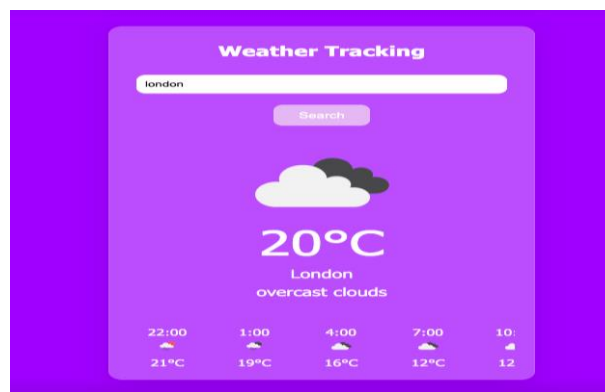 Weather Tracking
london
Search
20°C
London
overcast clouds
22:00 1:00 4:00 7:00 10:
21°C 19°C 16°C 12°C 12